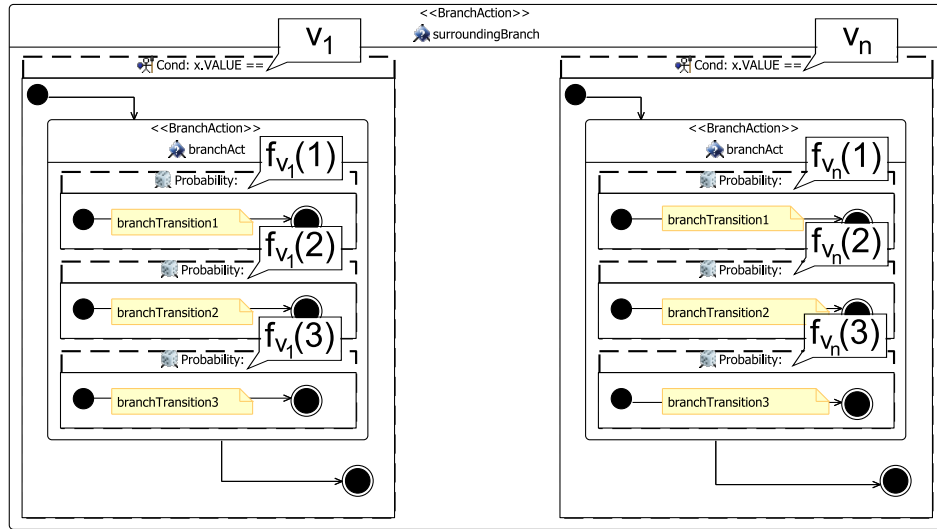 <<BranchAction>>
surroundingBranch
v1
Cond: x.VALUE ==
<<BranchAction>>
branchAct
fv1(1)
Probability:
branchTransition1
fv1(2)
Probability:
branchTransition2
fv1(3)
Probability:
branchTransition3
vn
Cond: x.VALUE ==
<<BranchAction>>
branchAct
fvn(1)
Probability:
branchTransition1
fvn(2)
Probability:
branchTransition2
fvn(3)
Probability:
branchTransition3